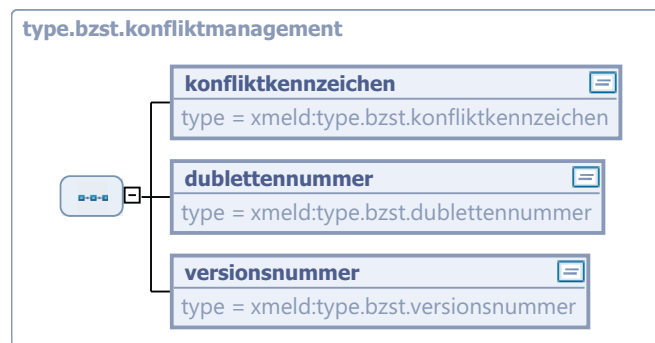 type.bzst.konfliktmanagement
konfliktkennzeichen
type = xmeld:type.bzst.konfliktkennzeichen
dublettennummer
type = xmeld:type.bzst.dublettennummer
versionsnummer
type = xmeld:type.bzst.versionsnummer